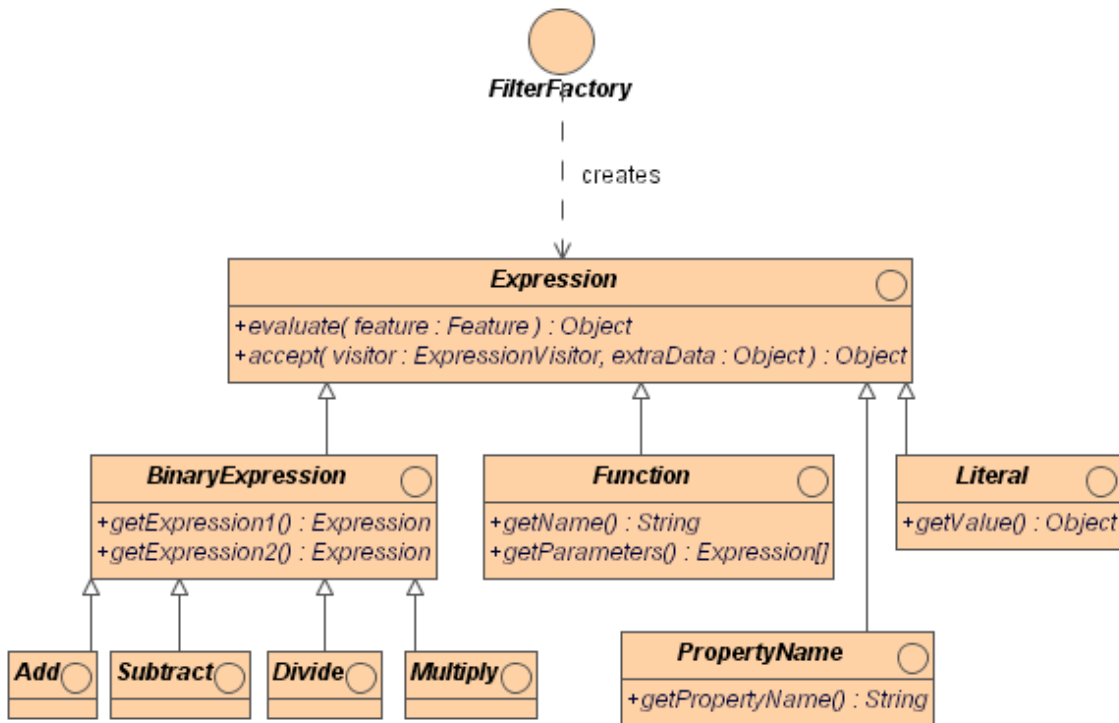 FilterFactory
creates
Expression
+evaluate( feature : Feature ) : Object
+accept( visitor : ExpressionVisitor, extraData : Object ) : Object
BinaryExpression
+getExpression1() : Expression
+getExpression2() : Expression
Function
+getName() : String
+getParameters() : Expression[]
Literal
+getValue() : Object
Add
Subtract
Divide
Multiply
PropertyName
+getPropertyName() : String